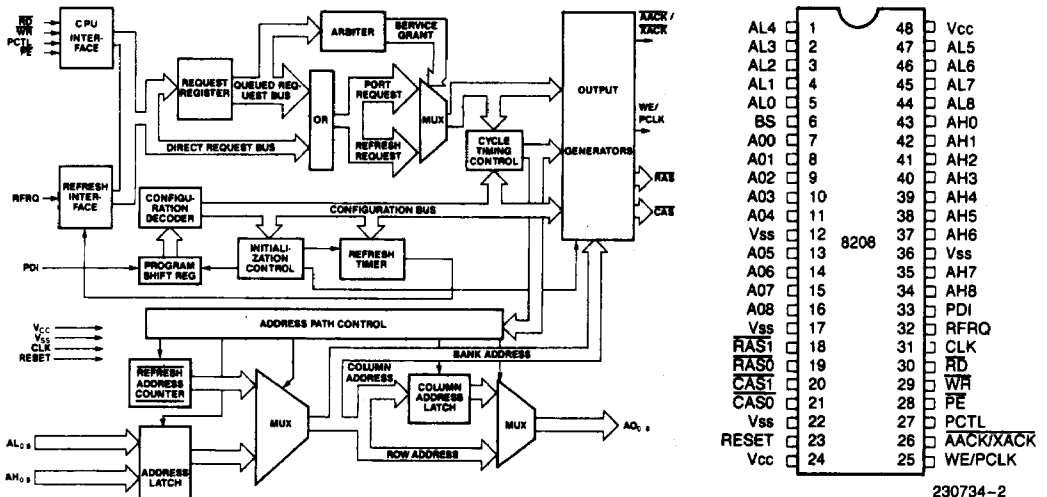 RD
WR
PCTL
PE
CPU
INTER-
FACE
REQUEST
REGISTER
QUEUED REQ-
UEST BUS
DIRECT REQUEST BUS
OR
ARBITER
SERVICE
GRANT
PORT
REQUEST
REFRESH
REQUEST
MUX
CYCLE
TIMING
CONTROL
OUTPUT
GENERATORS
AACK /
XACK
WE/
PCLK
RAS
CAS
RFRQ
REFRESH
INTER-
FACE
CONFIGU-
RATION
DECODER
CONFIGURATION BUS
PDI
PROGRAM
SHIFT REG
INITIALI-
ZATION
CONTROL
REFRESH
TIMER
VCC
VSS
CLK
RESET
ADDRESS PATH CONTROL
BANK ADDRESS
REFRESH
ADDRESS
COUNTER
MUX
COLUMN
ADDRESS
COLUMN
ADDRESS
LATCH
MUX
AO0-8
ROW ADDRESS
AL0-8
AH0-8
ADDRESS
LATCH
AL4 1 48 Vcc
AL3 2 47 AL5
AL2 3 46 AL6
AL1 4 45 AL7
AL0 5 44 AL8
BS 6 43 AH0
A00 7 42 AH1
A01 8 41 AH2
A02 9 40 AH3
A03 10 39 AH4
A04 11 38 AH5
Vss 12 37 AH6
8208
A05 13 36 Vss
A06 14 35 AH7
A07 15 34 AH8
A08 16 33 PDI
Vss 17 32 RFRQ
RAS1 18 31 CLK
RAS0 19 30 RD
CAS1 20 29 WR
CAS0 21 28 PE
Vss 22 27 PCTL
RESET 23 26 AACK/XACK
Vcc 24 25 WE/PCLK
230734-2